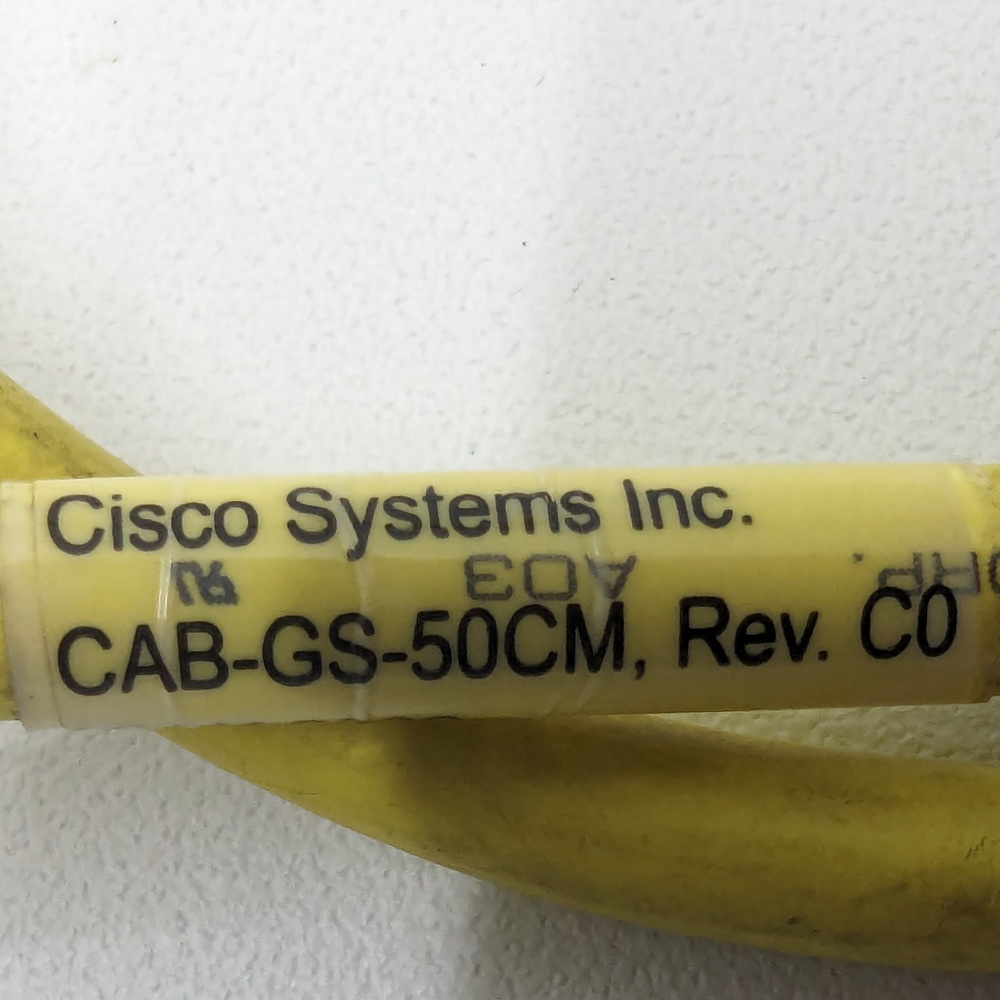 Cisco Systems Inc.
CAB-GS-50CM, Rev. C0